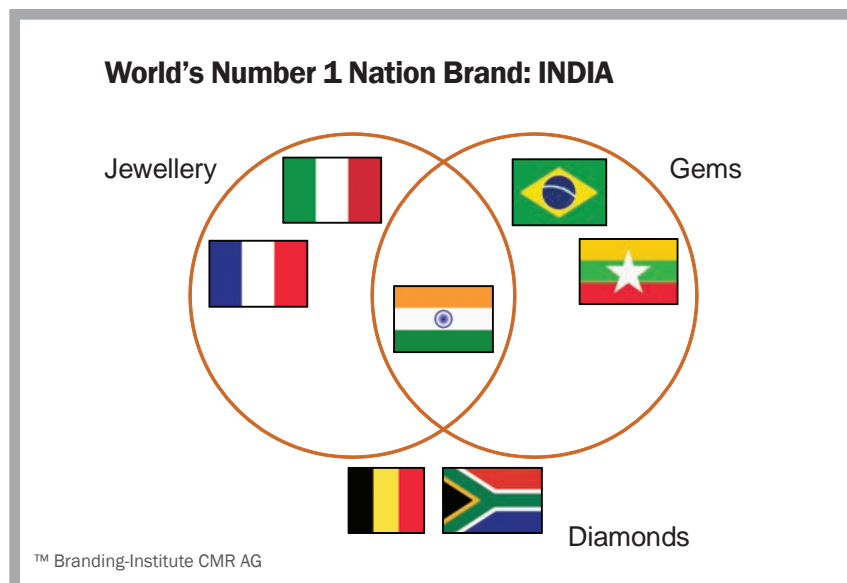 World's Number 1 Nation Brand: INDIA
Jewellery
Gems
Diamonds
™ Branding-Institute CMR AG